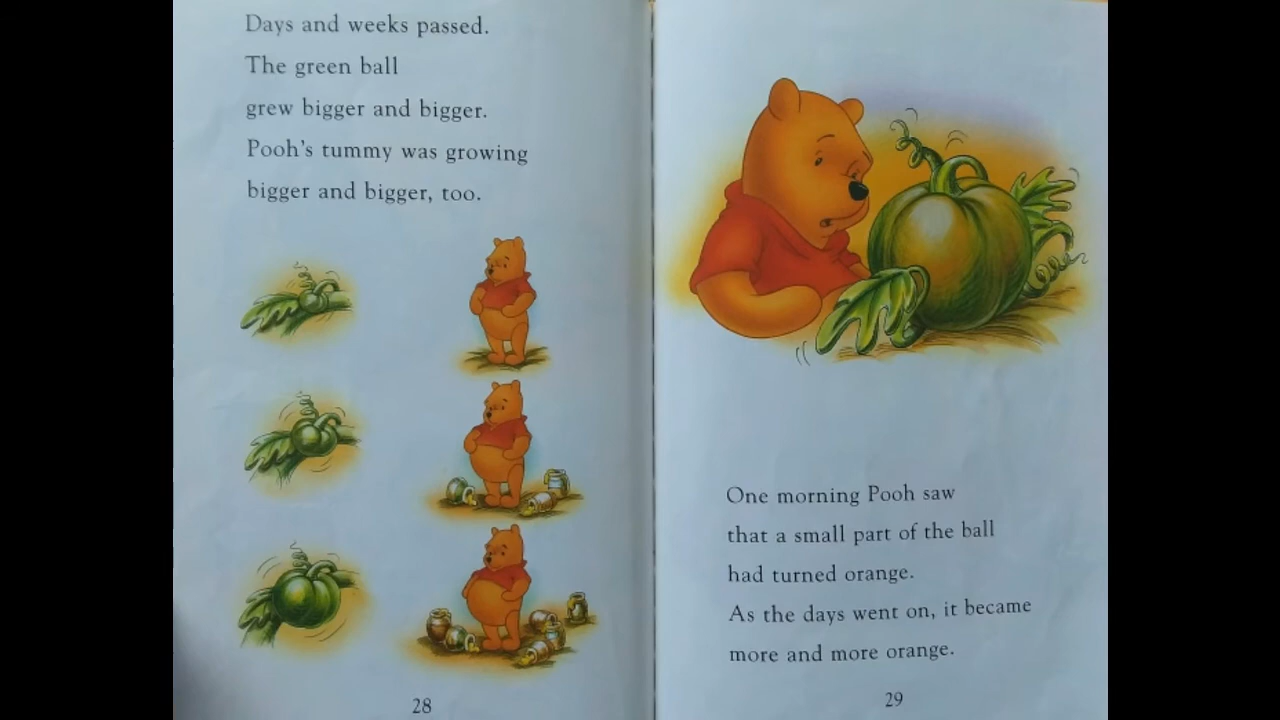 Days and weeks passed.
The green ball
grew bigger and bigger.
Pooh's tummy was growing
bigger and bigger, too.
28
One morning Pooh saw
that a small part of the ball
had turned orange.
As the days went on, it became
more and more orange.
29